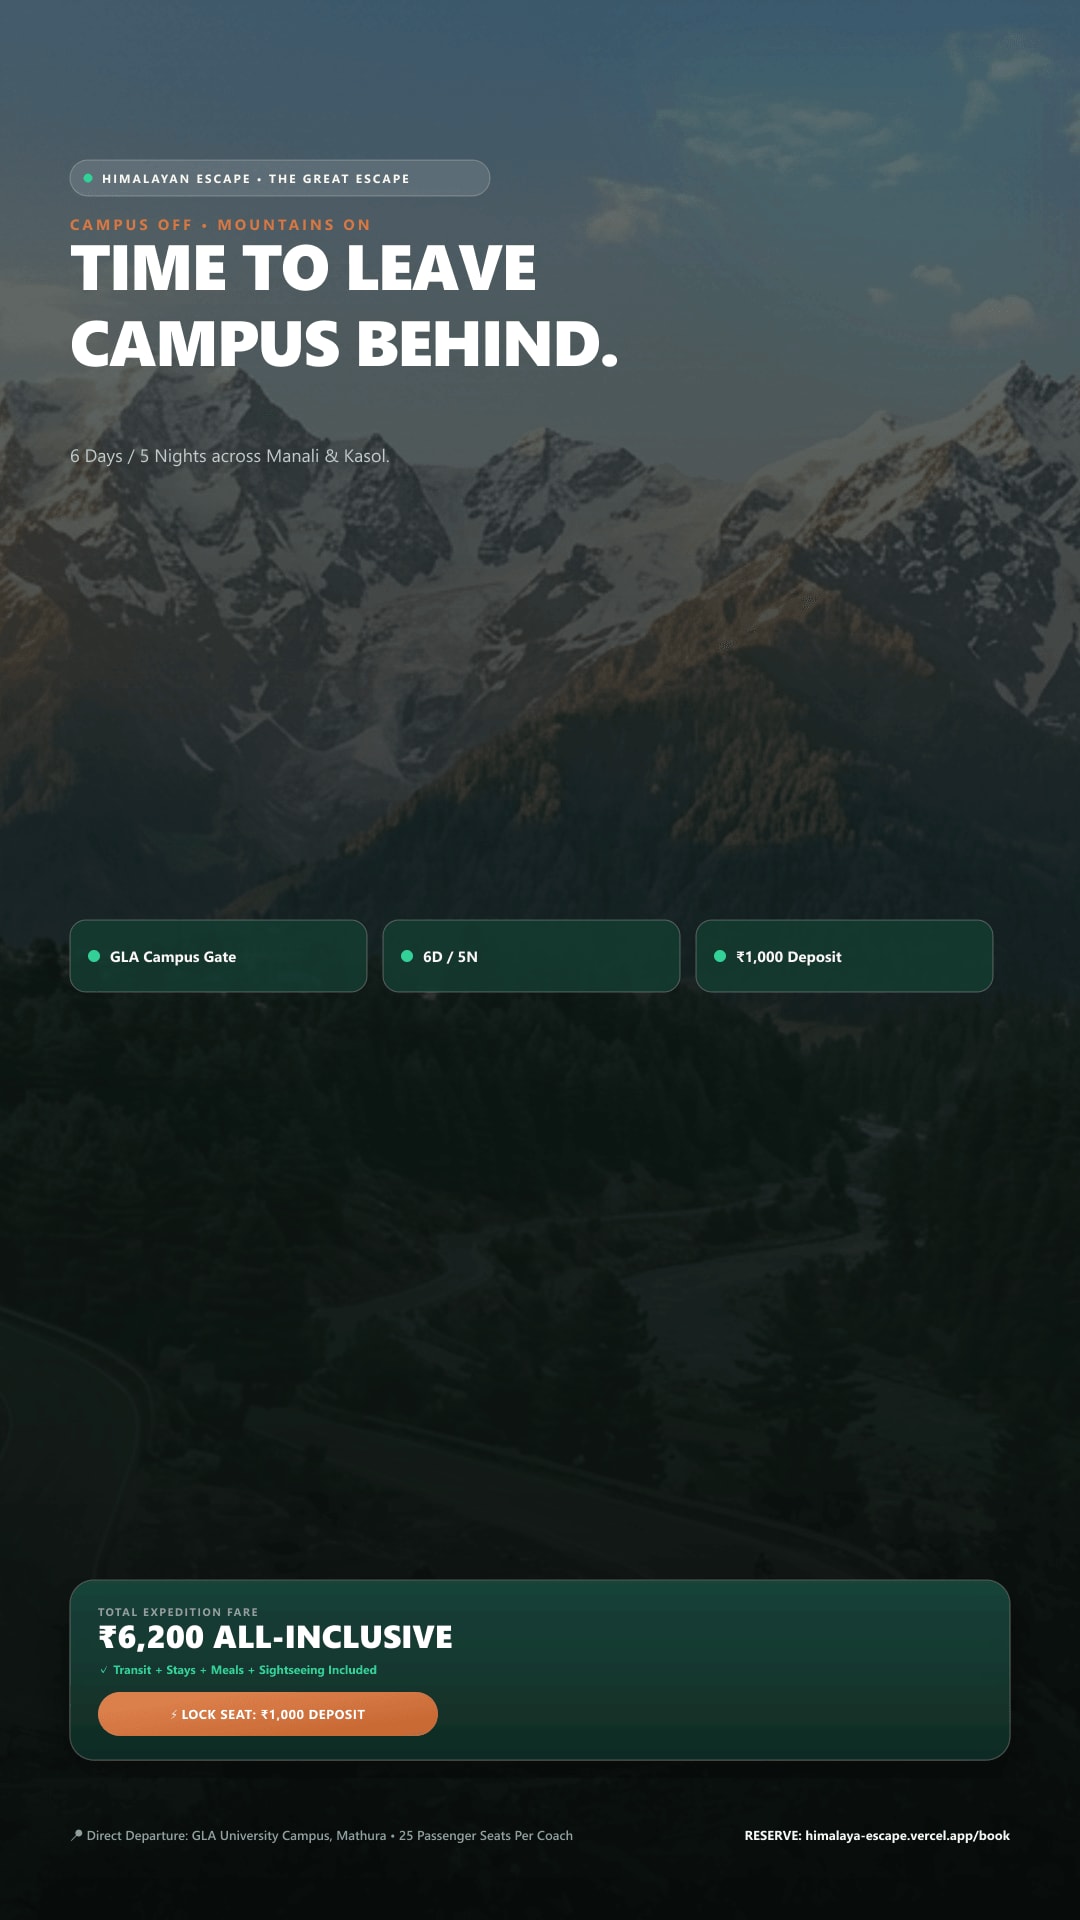 HIMALAYAN ESCAPE • THE GREAT ESCAPE
CAMPUS OFF • MOUNTAINS ON
TIME TO LEAVE
CAMPUS BEHIND.
6 Days / 5 Nights across Manali & Kasol.
GLA Campus Gate
6D / 5N
₹1,000 Deposit
TOTAL EXPEDITION FARE
₹6,200 ALL-INCLUSIVE
✓ Transit + Stays + Meals + Sightseeing Included
⚡ LOCK SEAT: ₹1,000 DEPOSIT
📍 Direct Departure: GLA University Campus, Mathura • 25 Passenger Seats Per Coach
RESERVE: himalaya-escape.vercel.app/book